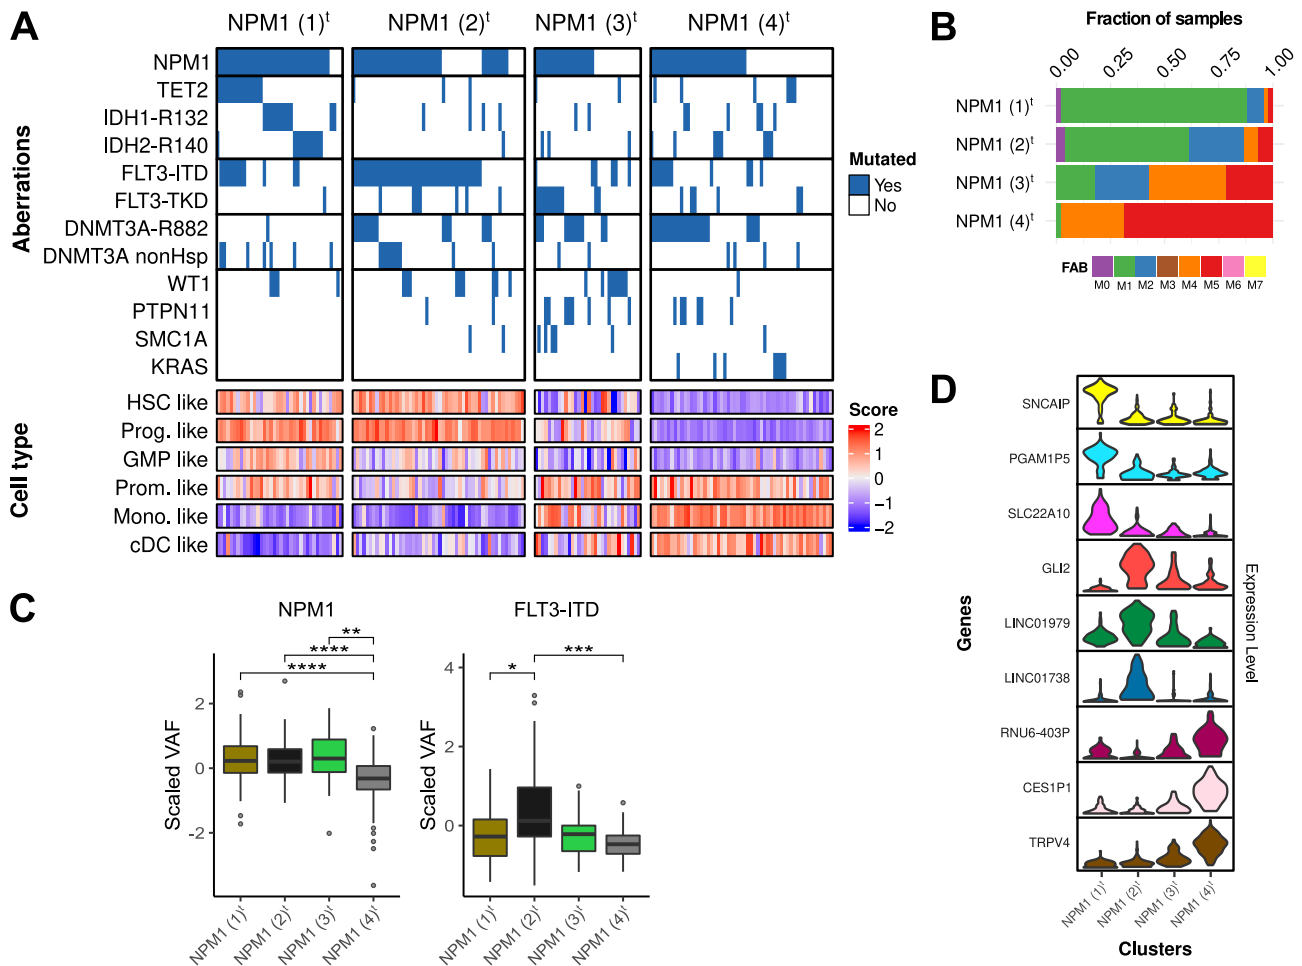 A
NPM1 (1)t
NPM1 (2)t
NPM1 (3)t
NPM1 (4)t
Aberrations
NPM1
TET2
IDH1-R132
IDH2-R140
FLT3-ITD
FLT3-TKD
DNMT3A-R882
DNMT3A nonHsp
WT1
PTPN11
SMC1A
KRAS
Mutated
Yes
No
Cell type
HSC like
Prog. like
GMP like
Prom. like
Mono. like
cDC like
Score
2
1
0
−1
−2
B
Fraction of samples
0.00
0.25
0.50
0.75
1.00
NPM1 (1)t
NPM1 (2)t
NPM1 (3)t
NPM1 (4)t
FAB
M0 M1 M2 M3 M4 M5 M6 M7
C
NPM1
**
****
****
Scaled VAF
2
0
-2
NPM1 (1)t
NPM1 (2)t
NPM1 (3)t
NPM1 (4)t
FLT3-ITD
*
***
Scaled VAF
4
2
0
NPM1 (1)t
NPM1 (2)t
NPM1 (3)t
NPM1 (4)t
D
Genes
SNCAIP
PGAM1P5
SLC22A10
GLI2
LINC01979
LINC01738
RNU6-403P
CES1P1
TRPV4
Expression Level
NPM1 (1)t
NPM1 (2)t
NPM1 (3)t
NPM1 (4)t
Clusters